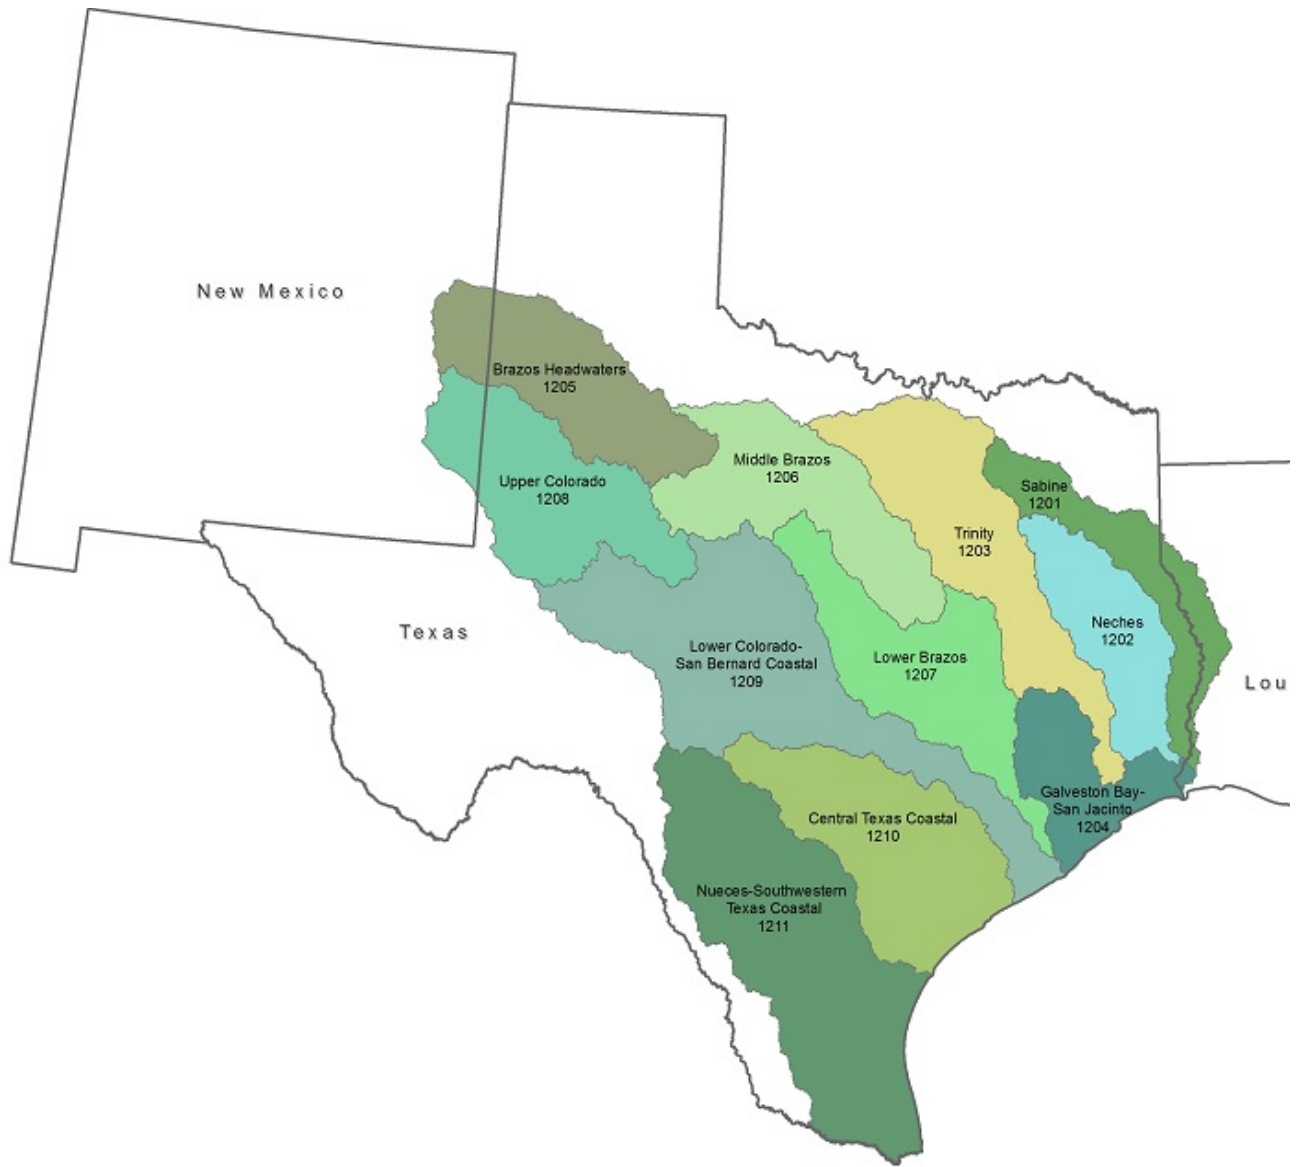 New Mexico
Brazos Headwaters
1205
Middle Brazos
1206
Upper Colorado
1208
Sabine
1201
Trinity
1203
Neches
1202
Texas
Lower Colorado-
San Bernard Coastal
1209
Lower Brazos
1207
Lou
Galveston Bay-
San Jacinto
1204
Central Texas Coastal
1210
Nueces-Southwestern
Texas Coastal
1211